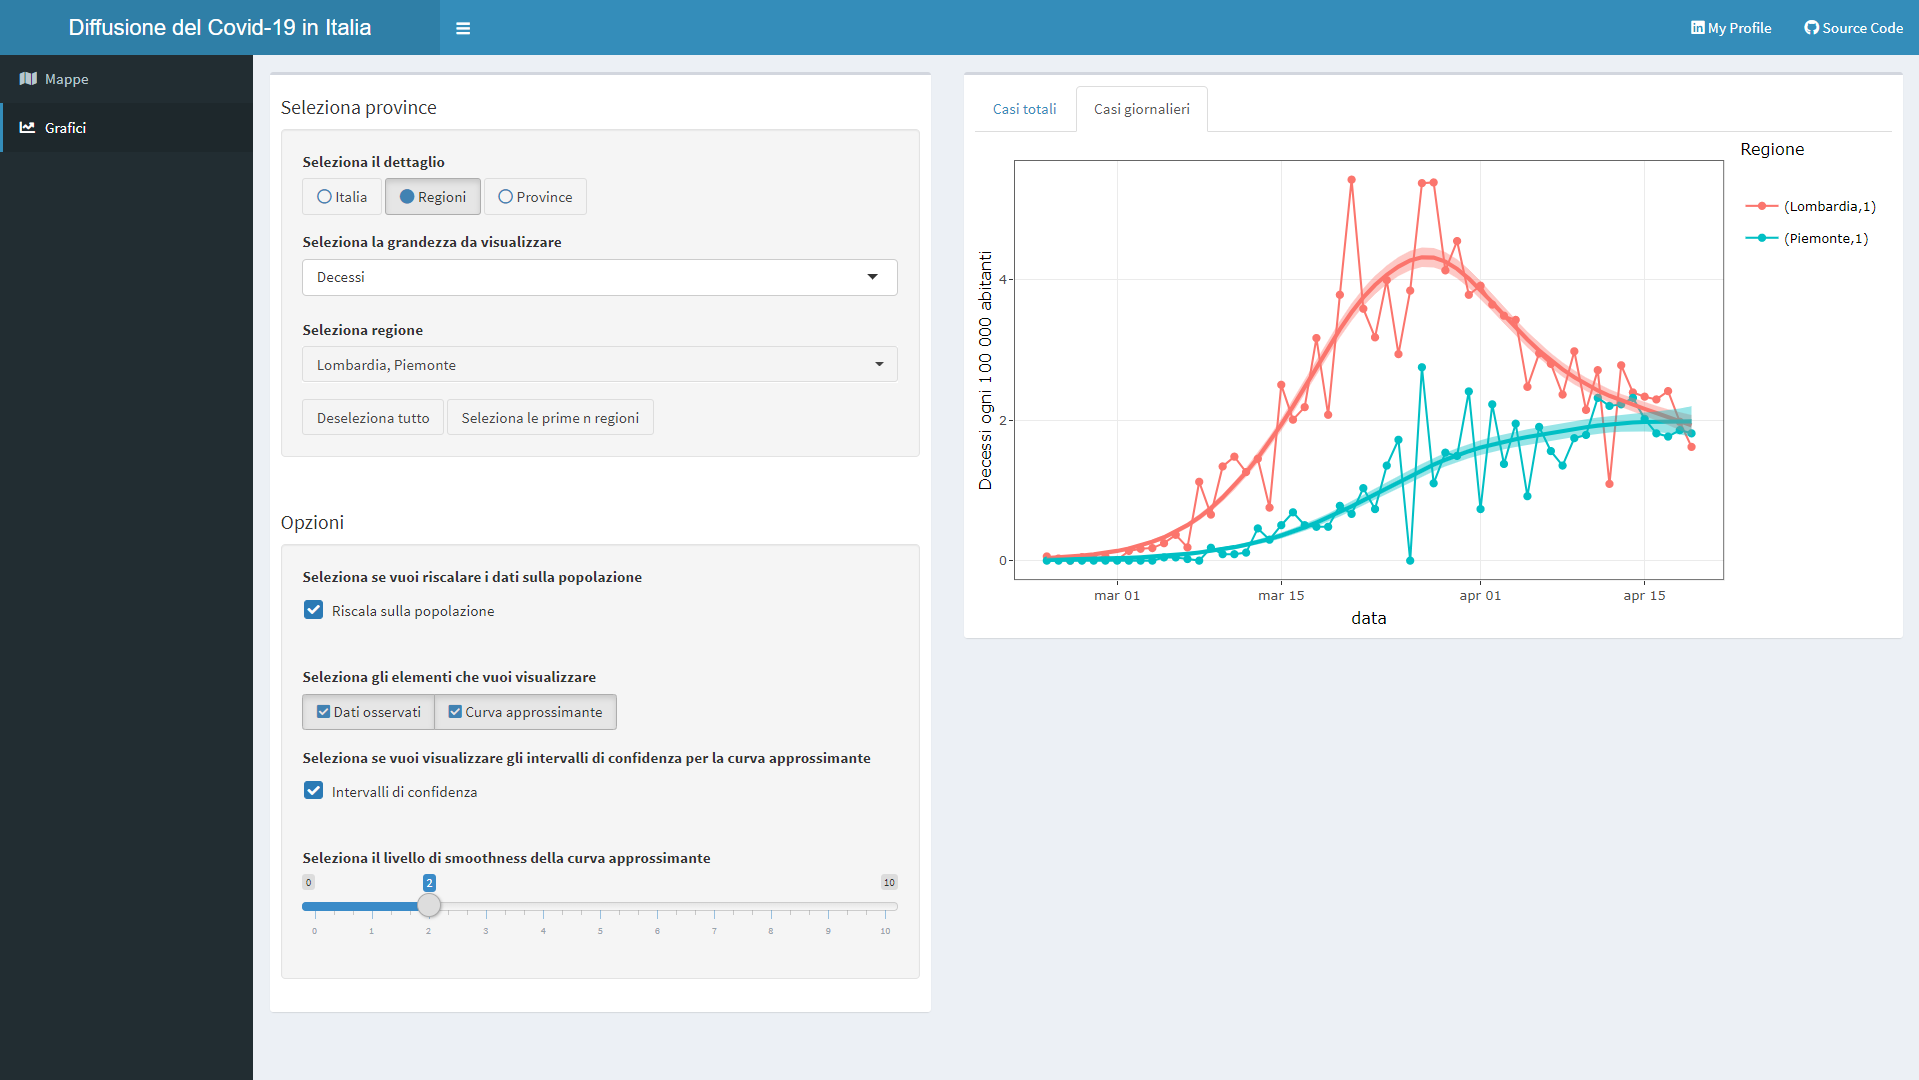 Diffusione del Covid-19 in Italia
My Profile
Source Code
Mappe
Grafici
Seleziona province
Seleziona il dettaglio
Italia
Regioni
Province
Seleziona la grandezza da visualizzare
Decessi
Seleziona regione
Lombardia, Piemonte
Deseleziona tutto
Seleziona le prime n regioni
Opzioni
Seleziona se vuoi riscalare i dati sulla popolazione
Riscala sulla popolazione
Seleziona gli elementi che vuoi visualizzare
Dati osservati
Curva approssimante
Seleziona se vuoi visualizzare gli intervalli di confidenza per la curva approssimante
Intervalli di confidenza
Seleziona il livello di smoothness della curva approssimante
0
2
10
0 1 2 3 4 5 6 7 8 9 10
Casi totali
Casi giornalieri
Regione
(Lombardia,1)
(Piemonte,1)
Decessi ogni 100 000 abitanti
4
2
0
mar 01
mar 15
apr 01
apr 15
data